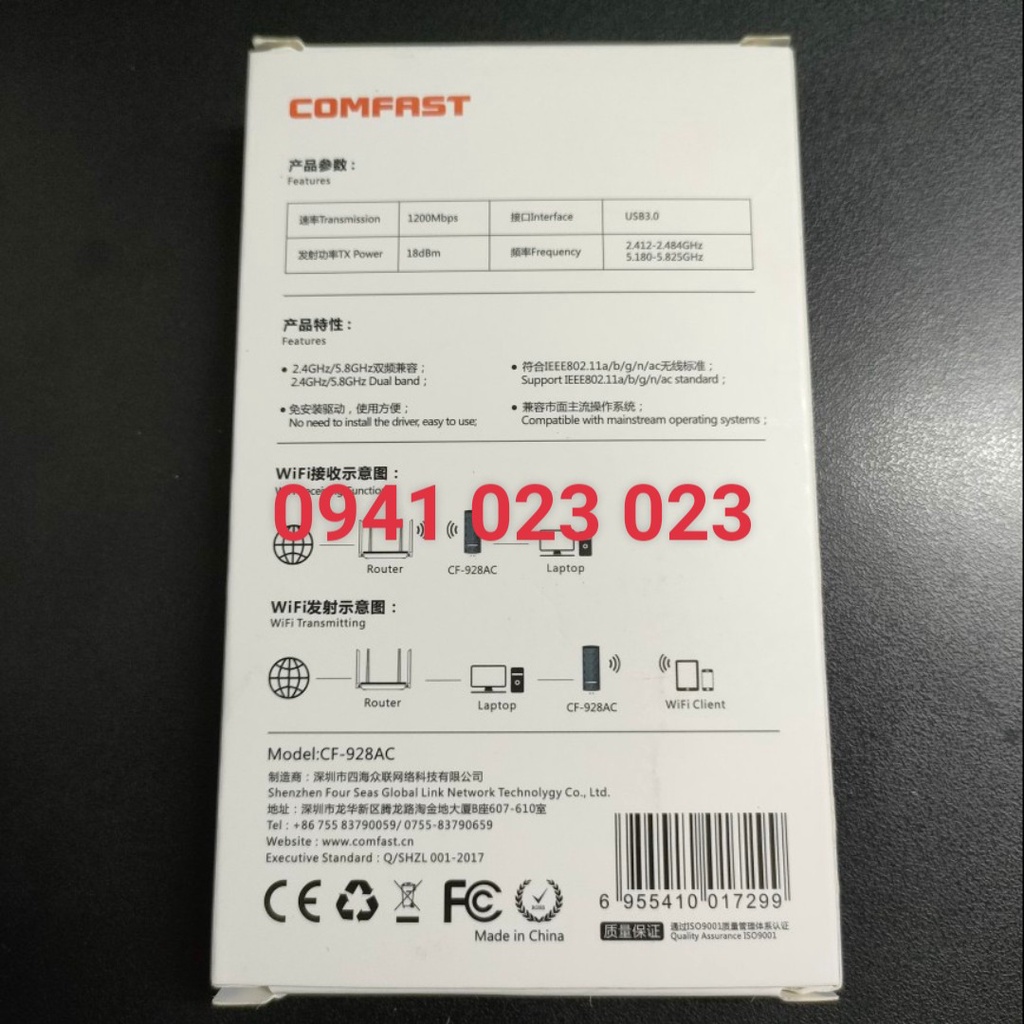 COMFAST
产品参数：
Features
速率Transmission 1200Mbps 接口Interface USB3.0
发射功率TX Power 18dBm 频率Frequency 2.412-2.484GHz
5.180-5.825GHz
产品特性：
Features
• 2.4GHz/5.8GHz双频兼容；
2.4GHz/5.8GHz Dual band；
• 符合IEEE802.11a/b/g/n/ac无线标准；
Support IEEE802.11a/b/g/n/ac standard；
• 免安装驱动，使用方便；
No need to install the driver, easy to use;
• 兼容市面主流操作系统；
Compatible with mainstream operating systems；
WiFi接收示意图：
0941 023 023
Router CF-928AC Laptop
WiFi发射示意图：
WiFi Transmitting
Router Laptop CF-928AC WiFi Client
Model:CF-928AC
制造商：深圳市四海众联网络科技有限公司
Shenzhen Four Seas Global Link Network Technolygy Co., Ltd.
地址：深圳市龙华新区腾龙路淘金地大厦B座607-610室
Tel：+86 755 83790059/ 0755-83790659
Website：www.comfast.cn
Executive Standard：Q/SHZL 001-2017
CE FC
6 955410 017299
质量保证 通过ISO9001质量管理体系认证
Quality Assurance ISO9001
Made in China